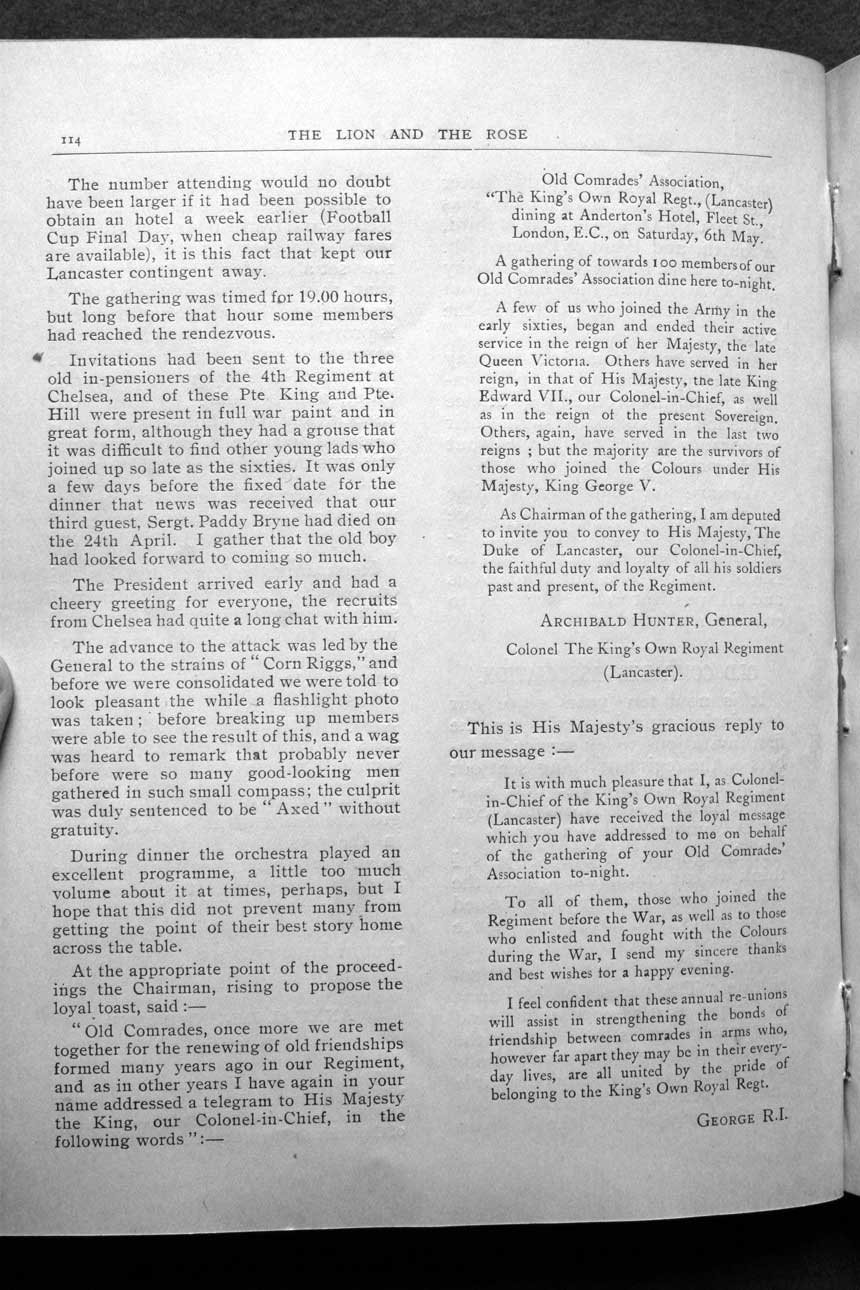 114
THE LION AND THE ROSE
The number attending would no doubt
have been larger if it had been possible to
obtain an hotel a week earlier (Football
Cup Final Day, when cheap railway fares
are available), it is this fact that kept our
Lancaster contingent away.
The gathering was timed for 19.00 hours,
but long before that hour some members
had reached the rendezvous.
Invitations had been sent to the three
old in-pensioners of the 4th Regiment at
Chelsea, and of these Pte King and Pte.
Hill were present in full war paint and in
great form, although they had a grouse that
it was difficult to find other young lads who
joined up so late as the sixties. It was only
a few days before the fixed date for the
dinner that news was received that our
third guest, Sergt. Paddy Bryne had died on
the 24th April. I gather that the old boy
had looked forward to coming so much.
The President arrived early and had a
cheery greeting for everyone, the recruits
from Chelsea had quite a long chat with him.
The advance to the attack was led by the
General to the strains of "Corn Riggs," and
before we were consolidated we were told to
look pleasant the while a flashlight photo
was taken; before breaking up members
were able to see the result of this, and a wag
was heard to remark that probably never
before were so many good-looking men
gathered in such small compass; the culprit
was duly sentenced to be "Axed" without
gratuity.
During dinner the orchestra played an
excellent programme, a little too much
volume about it at times, perhaps, but I
hope that this did not prevent many from
getting the point of their best story home
across the table.
At the appropriate point of the proceed-
ings the Chairman, rising to propose the
loyal toast, said :—
"Old Comrades, once more we are met
together for the renewing of old friendships
formed many years ago in our Regiment,
and as in other years I have again in your
name addressed a telegram to His Majesty
the King, our Colonel-in-Chief, in the
following words":—
Old Comrades' Association,
"The King's Own Royal Regt., (Lancaster)
dining at Anderton's Hotel, Fleet St.,
London, E.C., on Saturday, 6th May.
A gathering of towards 100 members of our
Old Comrades' Association dine here to-night.
A few of us who joined the Army in the
early sixties, began and ended their active
service in the reign of her Majesty, the late
Queen Victoria. Others have served in her
reign, in that of His Majesty, the late King
Edward VII., our Colonel-in-Chief, as well
as in the reign of the present Sovereign.
Others, again, have served in the last two
reigns ; but the majority are the survivors of
those who joined the Colours under His
Majesty, King George V.
As Chairman of the gathering, I am deputed
to invite you to convey to His Majesty, The
Duke of Lancaster, our Colonel-in-Chief,
the faithful duty and loyalty of all his soldiers
past and present, of the Regiment.
ARCHIBALD HUNTER, General,
Colonel The King's Own Royal Regiment
(Lancaster).
This is His Majesty's gracious reply to
our message :—
It is with much pleasure that I, as Colonel-
in-Chief of the King's Own Royal Regiment
(Lancaster) have received the loyal message
which you have addressed to me on behalf
of the gathering of your Old Comrades'
Association to-night.
To all of them, those who joined the
Regiment before the War, as well as to those
who enlisted and fought with the Colours
during the War, I send my sincere thanks
and best wishes for a happy evening.
I feel confident that these annual re-unions
will assist in strengthening the bonds of
friendship between comrades in arms who,
however far apart they may be in their every-
day lives, are all united by the pride of
belonging to the King's Own Royal Regt.
GEORGE R.I.